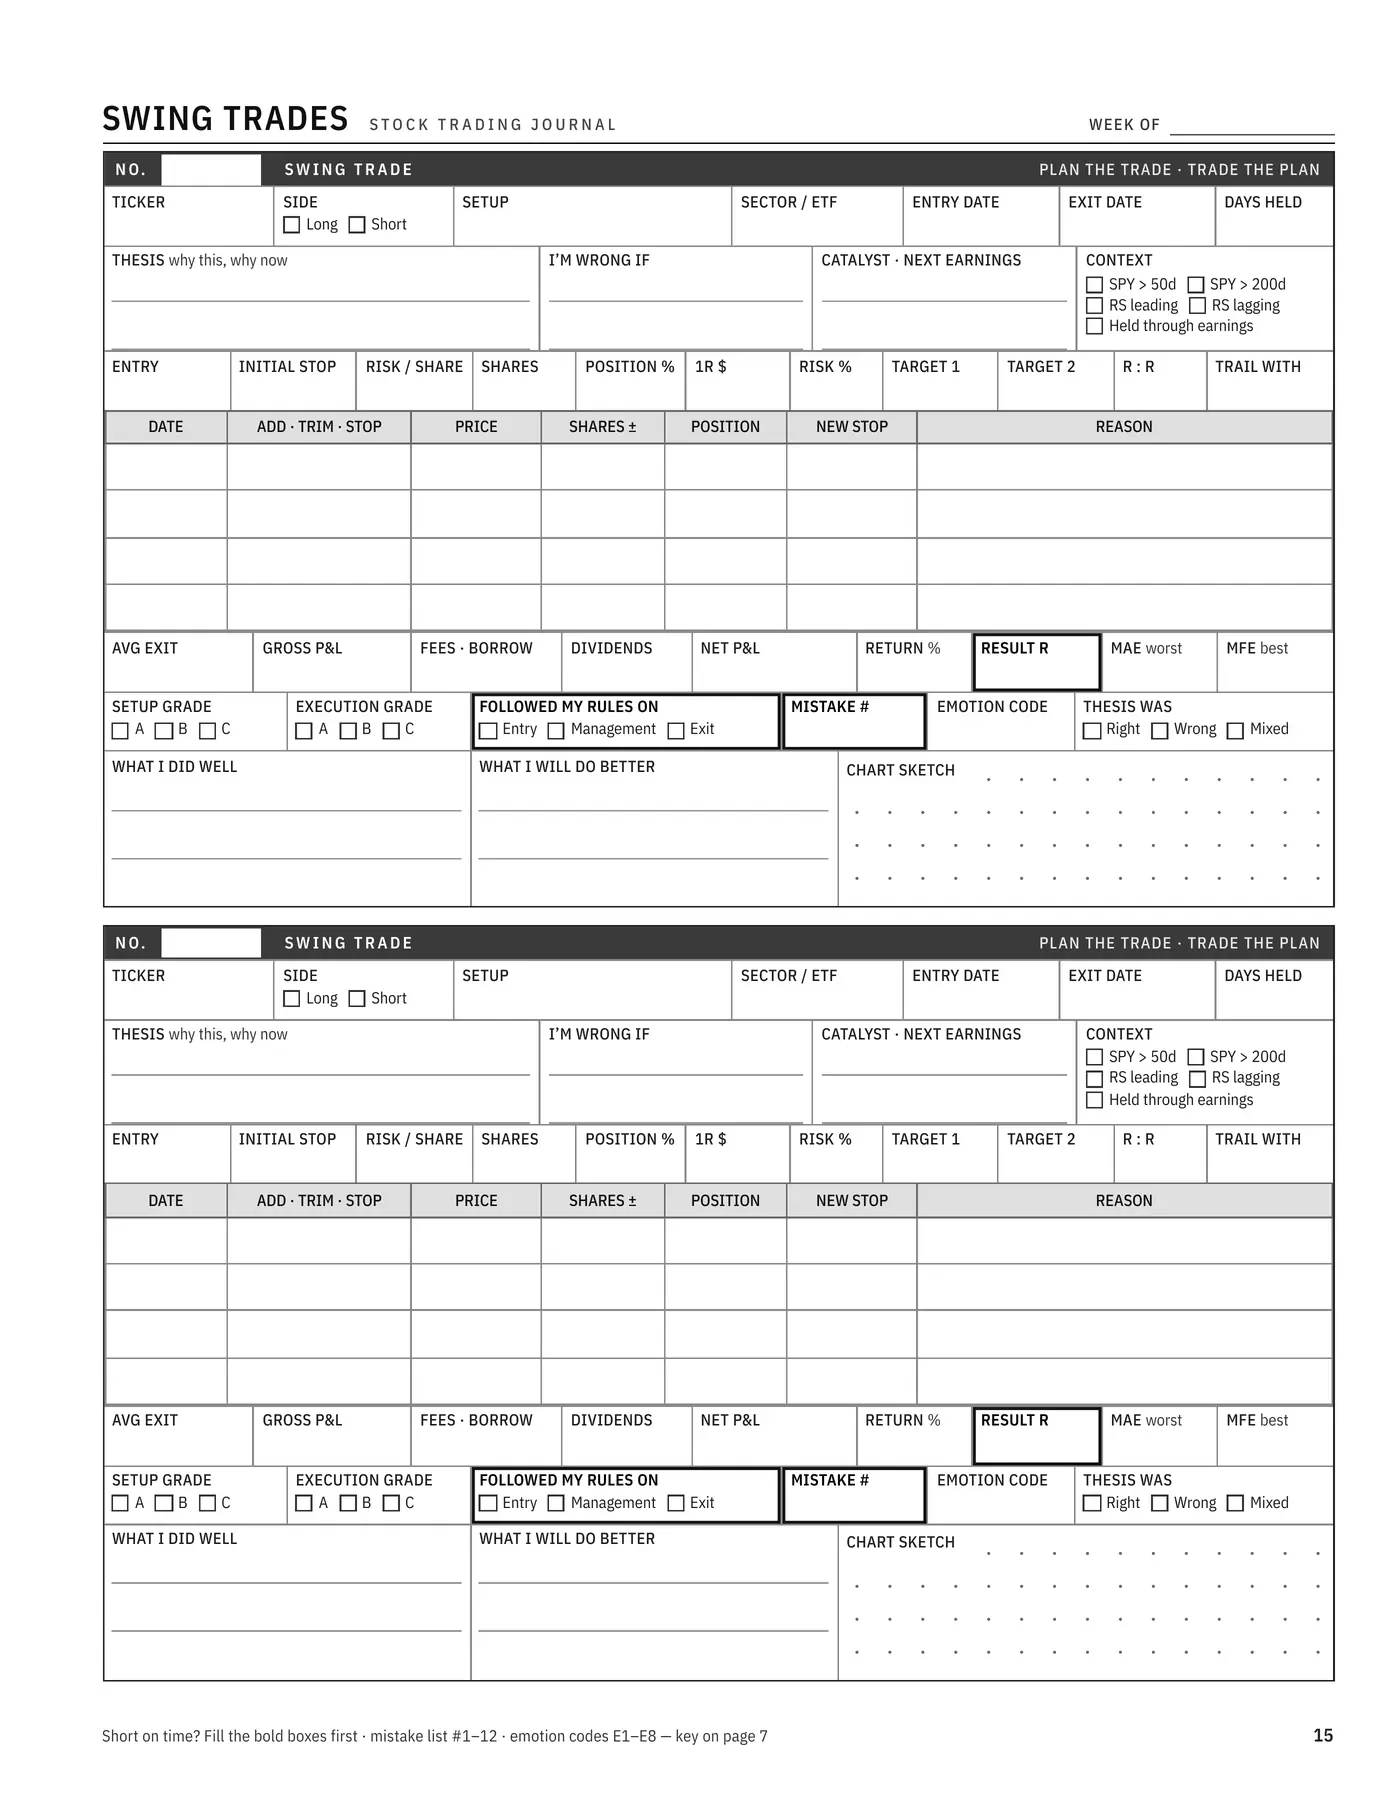 SWING TRADES STOCK TRADING JOURNAL WEEK OF
NO. SWING TRADE PLAN THE TRADE · TRADE THE PLAN
TICKER SIDE SETUP SECTOR / ETF ENTRY DATE EXIT DATE DAYS HELD
Long Short
THESIS why this, why now I'M WRONG IF CATALYST · NEXT EARNINGS CONTEXT
SPY > 50d SPY > 200d
RS leading RS lagging
Held through earnings
ENTRY INITIAL STOP RISK / SHARE SHARES POSITION % 1R $ RISK % TARGET 1 TARGET 2 R : R TRAIL WITH
DATE ADD · TRIM · STOP PRICE SHARES ± POSITION NEW STOP REASON
AVG EXIT GROSS P&L FEES · BORROW DIVIDENDS NET P&L RETURN % RESULT R MAE worst MFE best
SETUP GRADE EXECUTION GRADE FOLLOWED MY RULES ON MISTAKE # EMOTION CODE THESIS WAS
A B C A B C Entry Management Exit Right Wrong Mixed
WHAT I DID WELL WHAT I WILL DO BETTER CHART SKETCH
NO. SWING TRADE PLAN THE TRADE · TRADE THE PLAN
TICKER SIDE SETUP SECTOR / ETF ENTRY DATE EXIT DATE DAYS HELD
Long Short
THESIS why this, why now I'M WRONG IF CATALYST · NEXT EARNINGS CONTEXT
SPY > 50d SPY > 200d
RS leading RS lagging
Held through earnings
ENTRY INITIAL STOP RISK / SHARE SHARES POSITION % 1R $ RISK % TARGET 1 TARGET 2 R : R TRAIL WITH
DATE ADD · TRIM · STOP PRICE SHARES ± POSITION NEW STOP REASON
AVG EXIT GROSS P&L FEES · BORROW DIVIDENDS NET P&L RETURN % RESULT R MAE worst MFE best
SETUP GRADE EXECUTION GRADE FOLLOWED MY RULES ON MISTAKE # EMOTION CODE THESIS WAS
A B C A B C Entry Management Exit Right Wrong Mixed
WHAT I DID WELL WHAT I WILL DO BETTER CHART SKETCH
Short on time? Fill the bold boxes first · mistake list #1–12 · emotion codes E1–E8 — key on page 7 15